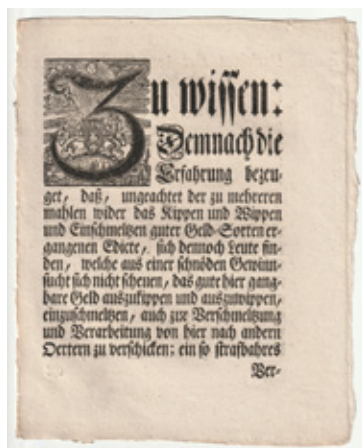 Zu wissen:
Demnach die
Erfahrung bezeu-
get, daß, ungeachtet der zu mehreren
mahlen wider das Kippen und Wippen
und Einschmeltzen guter Geld-Sorten er-
gangenen Edicte, sich dennoch Leute fin-
den, welche aus einer schnöden Gewinn-
sucht sich nicht scheuen, das gute hier gang-
bare Geld auszukippen und auszuwippen,
einzuschmeltzen, auch zur Verschmeltzung
und Verarbeitung von hier nach andern
Oertern zu verschicken; ein so strafbahres
Ver-